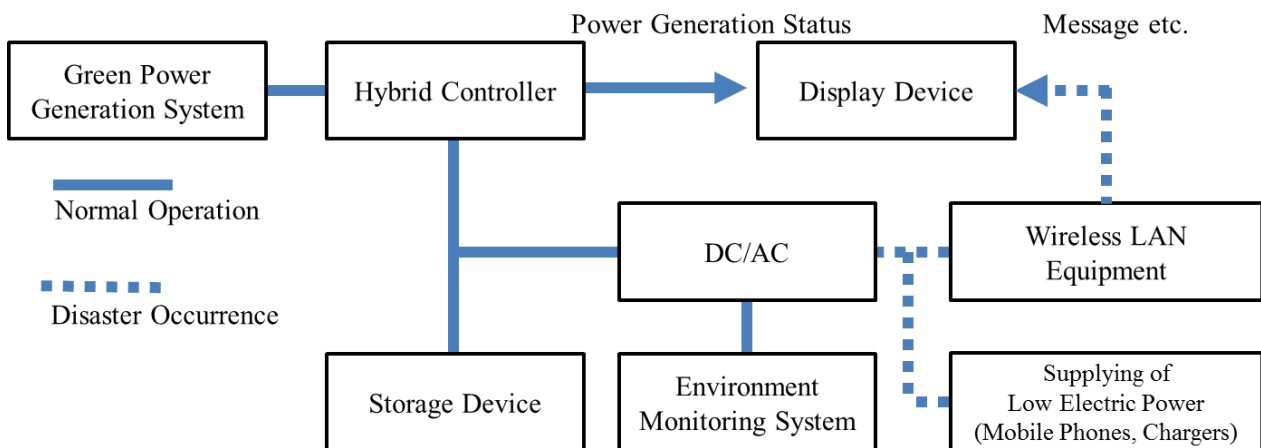 Power Generation Status
Message etc.
Green Power
Generation System
Hybrid Controller
Display Device
Normal Operation
DC/AC
Wireless LAN
Equipment
Disaster Occurrence
Storage Device
Environment
Monitoring System
Supplying of
Low Electric Power
(Mobile Phones, Chargers)